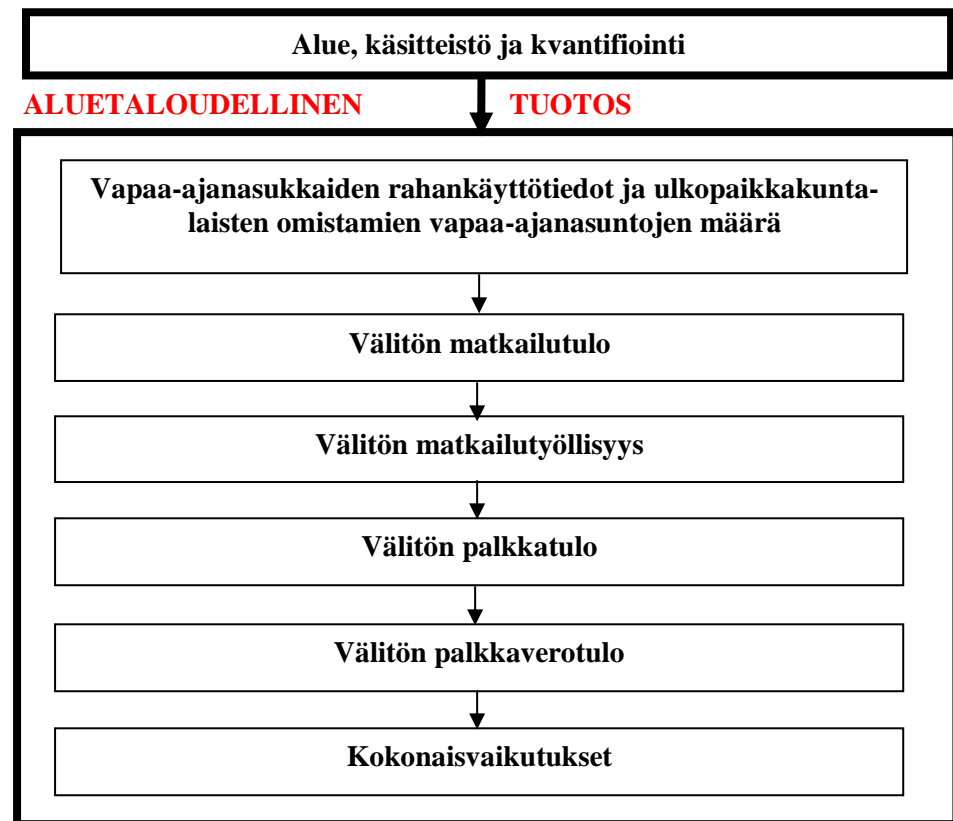 Alue, käsitteistö ja kvantifiointi
ALUETALOUDELLINEN TUOTOS
Vapaa-ajanasukkaiden rahankäyttötiedot ja ulkopaikkakunta-
laisten omistamien vapaa-ajanasuntojen määrä
Välitön matkailutulo
Välitön matkailutyöllisyys
Välitön palkkatulo
Välitön palkkaverotulo
Kokonaisvaikutukset